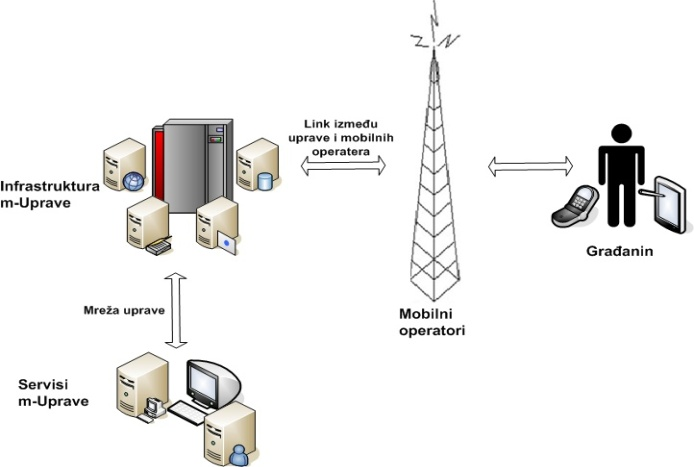 Link između
uprave i mobilnih
operatera
Infrastruktura
m-Uprave
Građanin
Mreža uprave
Mobilni
operatori
Servisi
m-Uprave